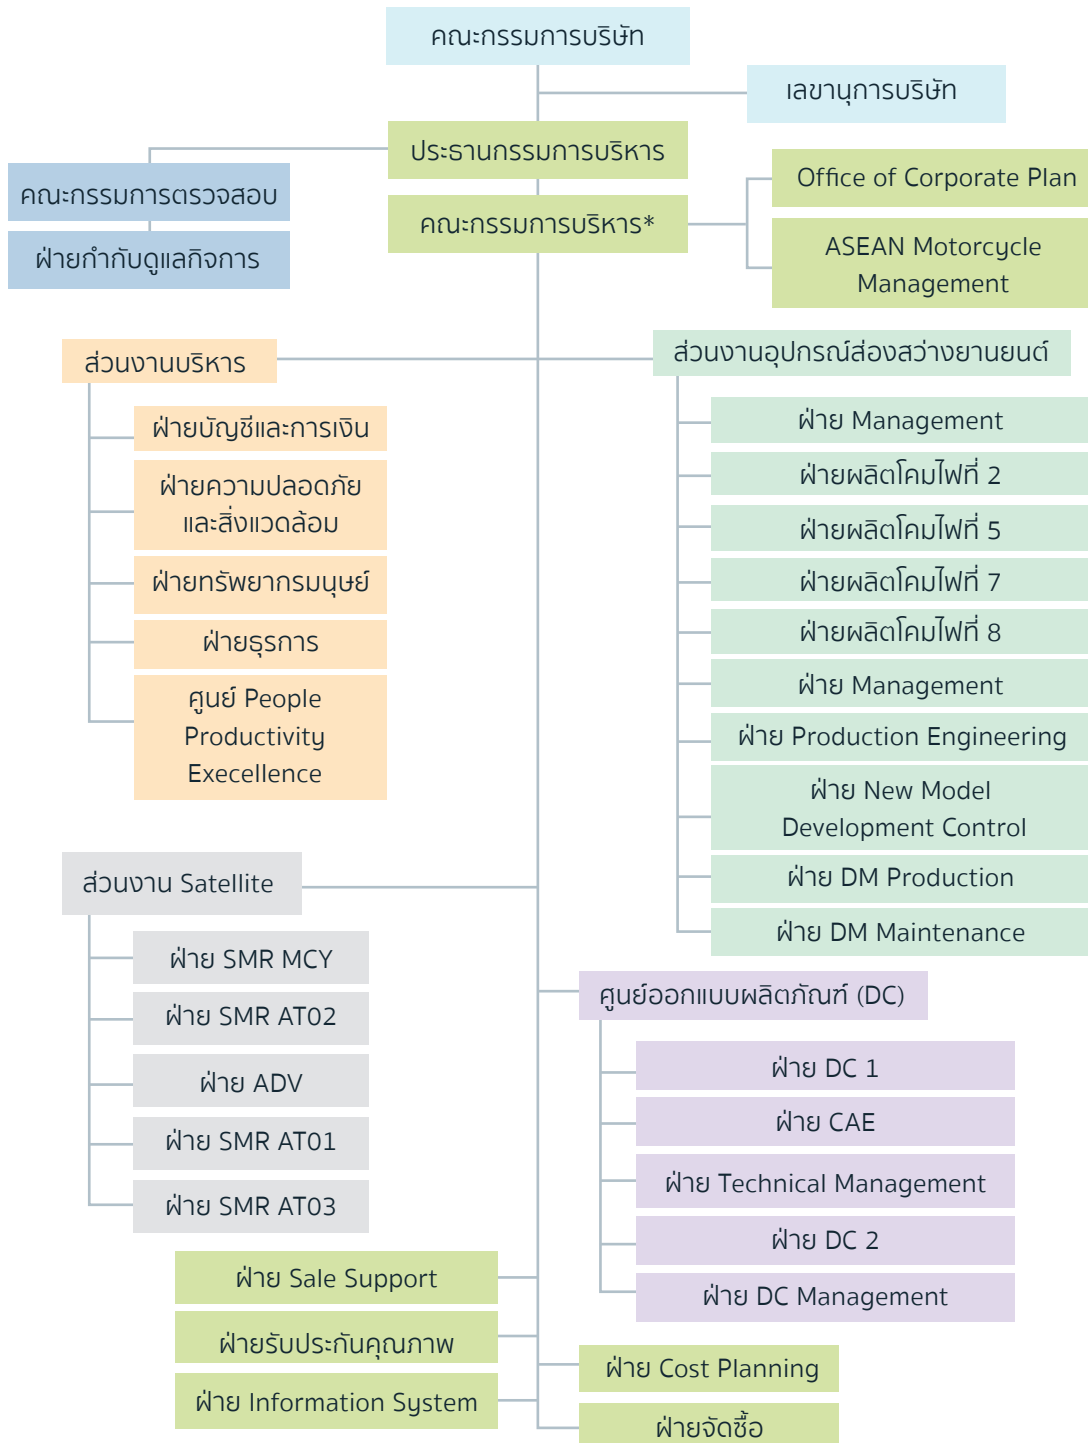 คณะกรรมการบริษัท
เลขานุการบริษัท
ประธานกรรมการบริหาร
คณะกรรมการตรวจสอบ
ฝ่ายกำกับดูแลกิจการ
คณะกรรมการบริหาร*
Office of Corporate Plan
ASEAN Motorcycle
Management
ส่วนงานบริหาร
ฝ่ายบัญชีและการเงิน
ฝ่ายความปลอดภัย
และสิ่งแวดล้อม
ฝ่ายทรัพยากรมนุษย์
ฝ่ายธุรการ
ศูนย์ People
Productivity
Execellence
ส่วนงานอุปกรณ์ส่องสว่างยานยนต์
ฝ่าย Management
ฝ่ายผลิตโคมไฟที่ 2
ฝ่ายผลิตโคมไฟที่ 5
ฝ่ายผลิตโคมไฟที่ 7
ฝ่ายผลิตโคมไฟที่ 8
ฝ่าย Management
ฝ่าย Production Engineering
ฝ่าย New Model
Development Control
ฝ่าย DM Production
ฝ่าย DM Maintenance
ส่วนงาน Satellite
ฝ่าย SMR MCY
ฝ่าย SMR AT02
ฝ่าย ADV
ฝ่าย SMR AT01
ฝ่าย SMR AT03
ศูนย์ออกแบบผลิตภัณฑ์ (DC)
ฝ่าย DC 1
ฝ่าย CAE
ฝ่าย Technical Management
ฝ่าย DC 2
ฝ่าย DC Management
ฝ่าย Sale Support
ฝ่ายรับประกันคุณภาพ
ฝ่าย Information System
ฝ่าย Cost Planning
ฝ่ายจัดซื้อ